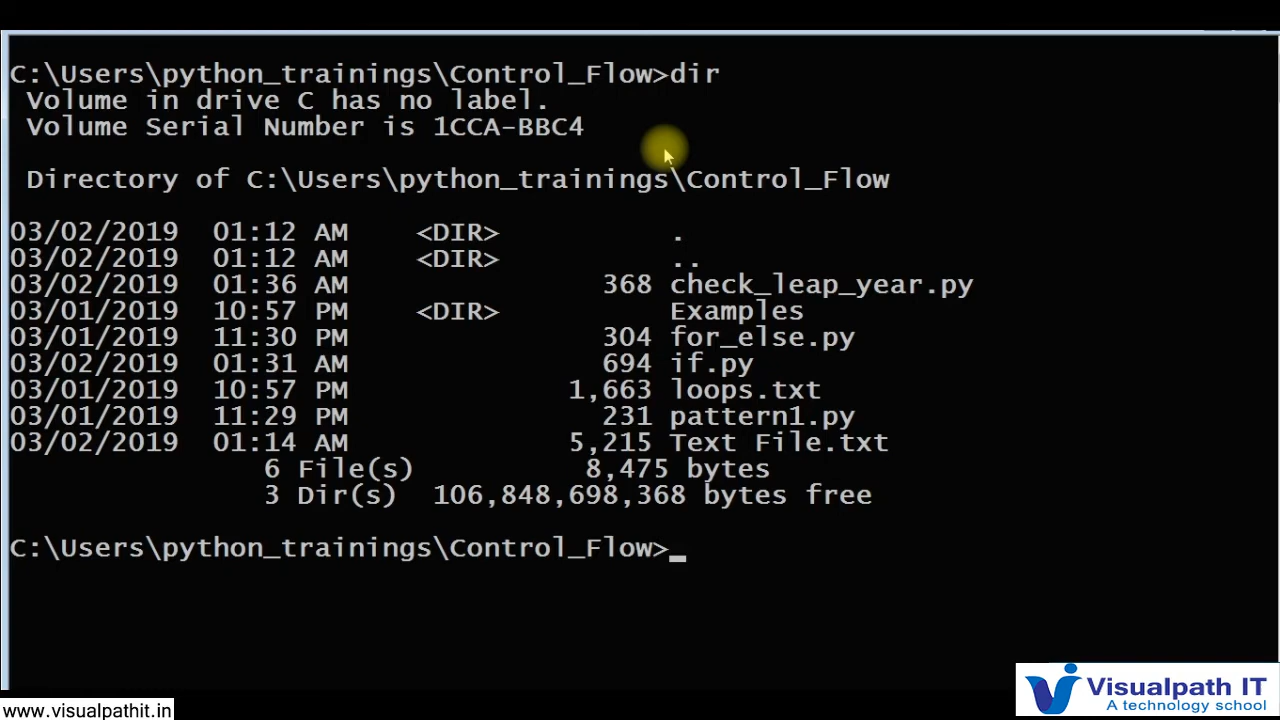 C:\Users\python_trainings\Control_Flow>dir
Volume in drive C has no label.
Volume Serial Number is 1CCA-BBC4
Directory of C:\Users\python_trainings\Control_Flow
03/02/2019 01:12 AM <DIR> .
03/02/2019 01:12 AM <DIR> ..
03/02/2019 01:36 AM 368 check_leap_year.py
03/01/2019 10:57 PM <DIR> Examples
03/01/2019 11:30 PM 304 for_else.py
03/02/2019 01:31 AM 694 if.py
03/01/2019 10:57 PM 1,663 loops.txt
03/01/2019 11:29 PM 231 pattern1.py
03/02/2019 01:14 AM 5,215 Text File.txt
6 File(s) 8,475 bytes
3 Dir(s) 106,848,698,368 bytes free
C:\Users\python_trainings\Control_Flow>_
Visualpath IT
A technology school
www.visualpathit.in